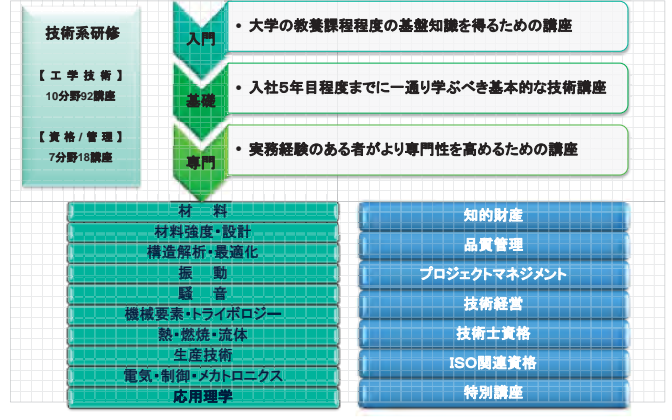 技術系研修
【 工 学 技 術 】
10分野92講座
【 資 格 / 管 理 】
7分野18講座
入門
• 大学の教養課程程度の基盤知識を得るための講座
基礎
• 入社5年目程度までに一通り学ぶべき基本的な技術講座
専門
• 実務経験のある者がより専門性を高めるための講座
材 料
材料強度・設計
構造解析・最適化
振 動
騒 音
機械要素・トライボロジー
熱・燃焼・流体
生産技術
電気・制御・メカトロニクス
応用理学
知的財産
品質管理
プロジェクトマネジメント
技術経営
技術士資格
ISO関連資格
特別講座